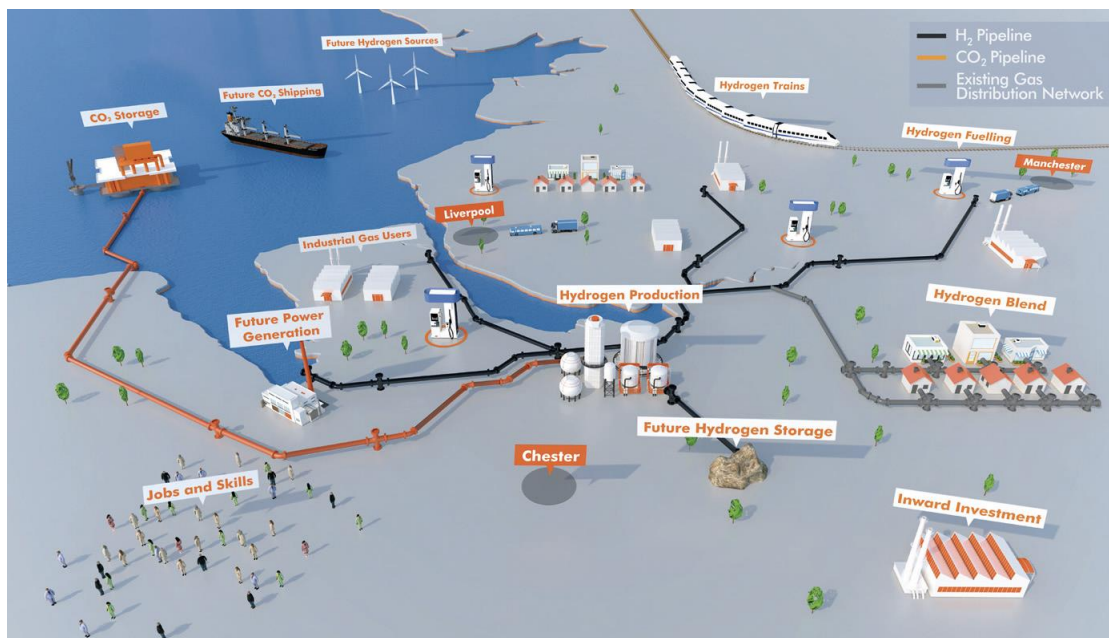 H₂ Pipeline
CO₂ Pipeline
Existing Gas
Distribution Network
Future Hydrogen Sources
Future CO₂ Shipping
CO₂ Storage
Hydrogen Trains
Hydrogen Fuelling
Manchester
Liverpool
Industrial Gas Users
Hydrogen Production
Future Power
Generation
Hydrogen Blend
Future Hydrogen Storage
Chester
Jobs and Skills
Inward Investment